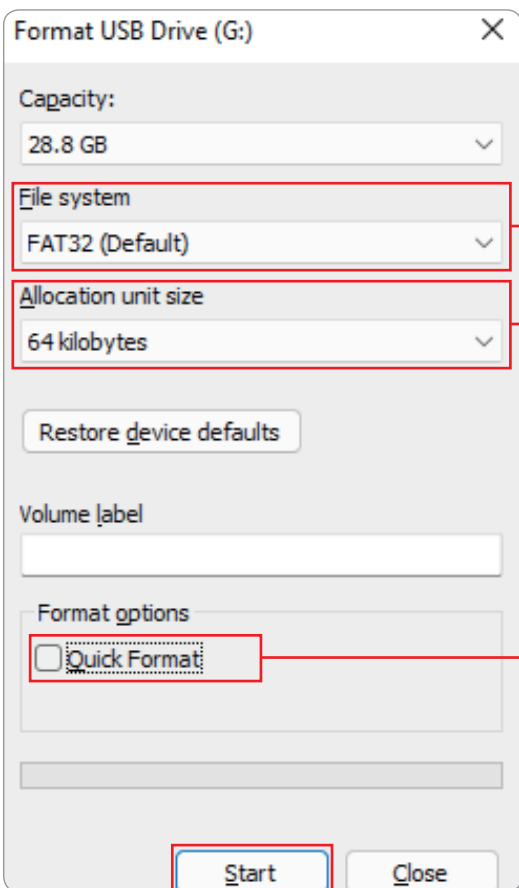 Format USB Drive (G:)
Capacity:
28.8 GB
File system
FAT32 (Default)
Allocation unit size
64 kilobytes
Restore device defaults
Volume label
Format options
Quick Format
Start Close